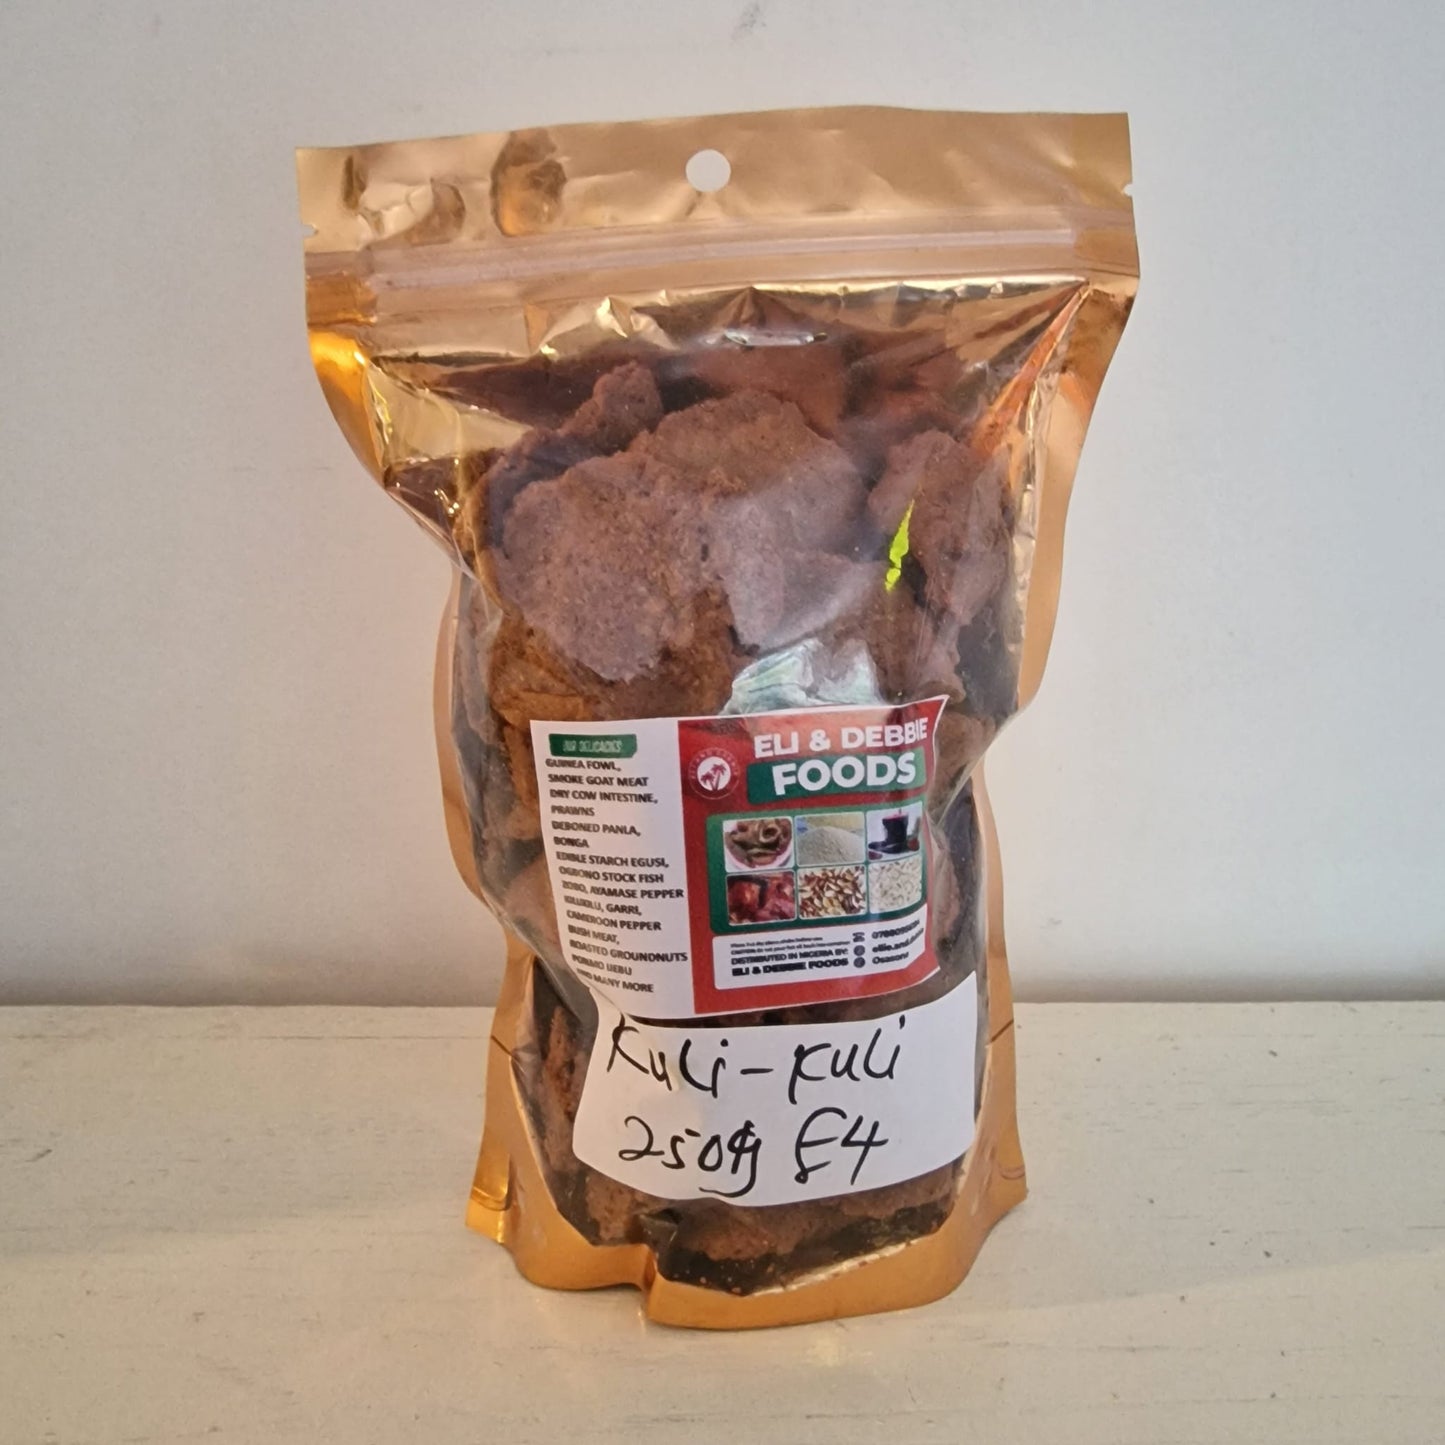 OUR DELICACIES
GUINEA FOWL,
SMOKE GOAT MEAT
DRY COW INTESTINE,
PRAWNS
DEBONED PANLA,
BONGA
EDIBLE STARCH EGUSI,
OGBONO STOCK FISH
ZOBO, AYAMASE PEPPER
KULIKULI, GARRI,
CAMEROON PEPPER
BUSH MEAT,
ROASTED GROUNDNUTS
PONMO IJEBU
AND MANY MORE
ELI & DEBBIE
FOODS
DISTRIBUTED IN NIGERIA BY:
ELI & DEBBIE FOODS
Kuli-Kuli
250g £4